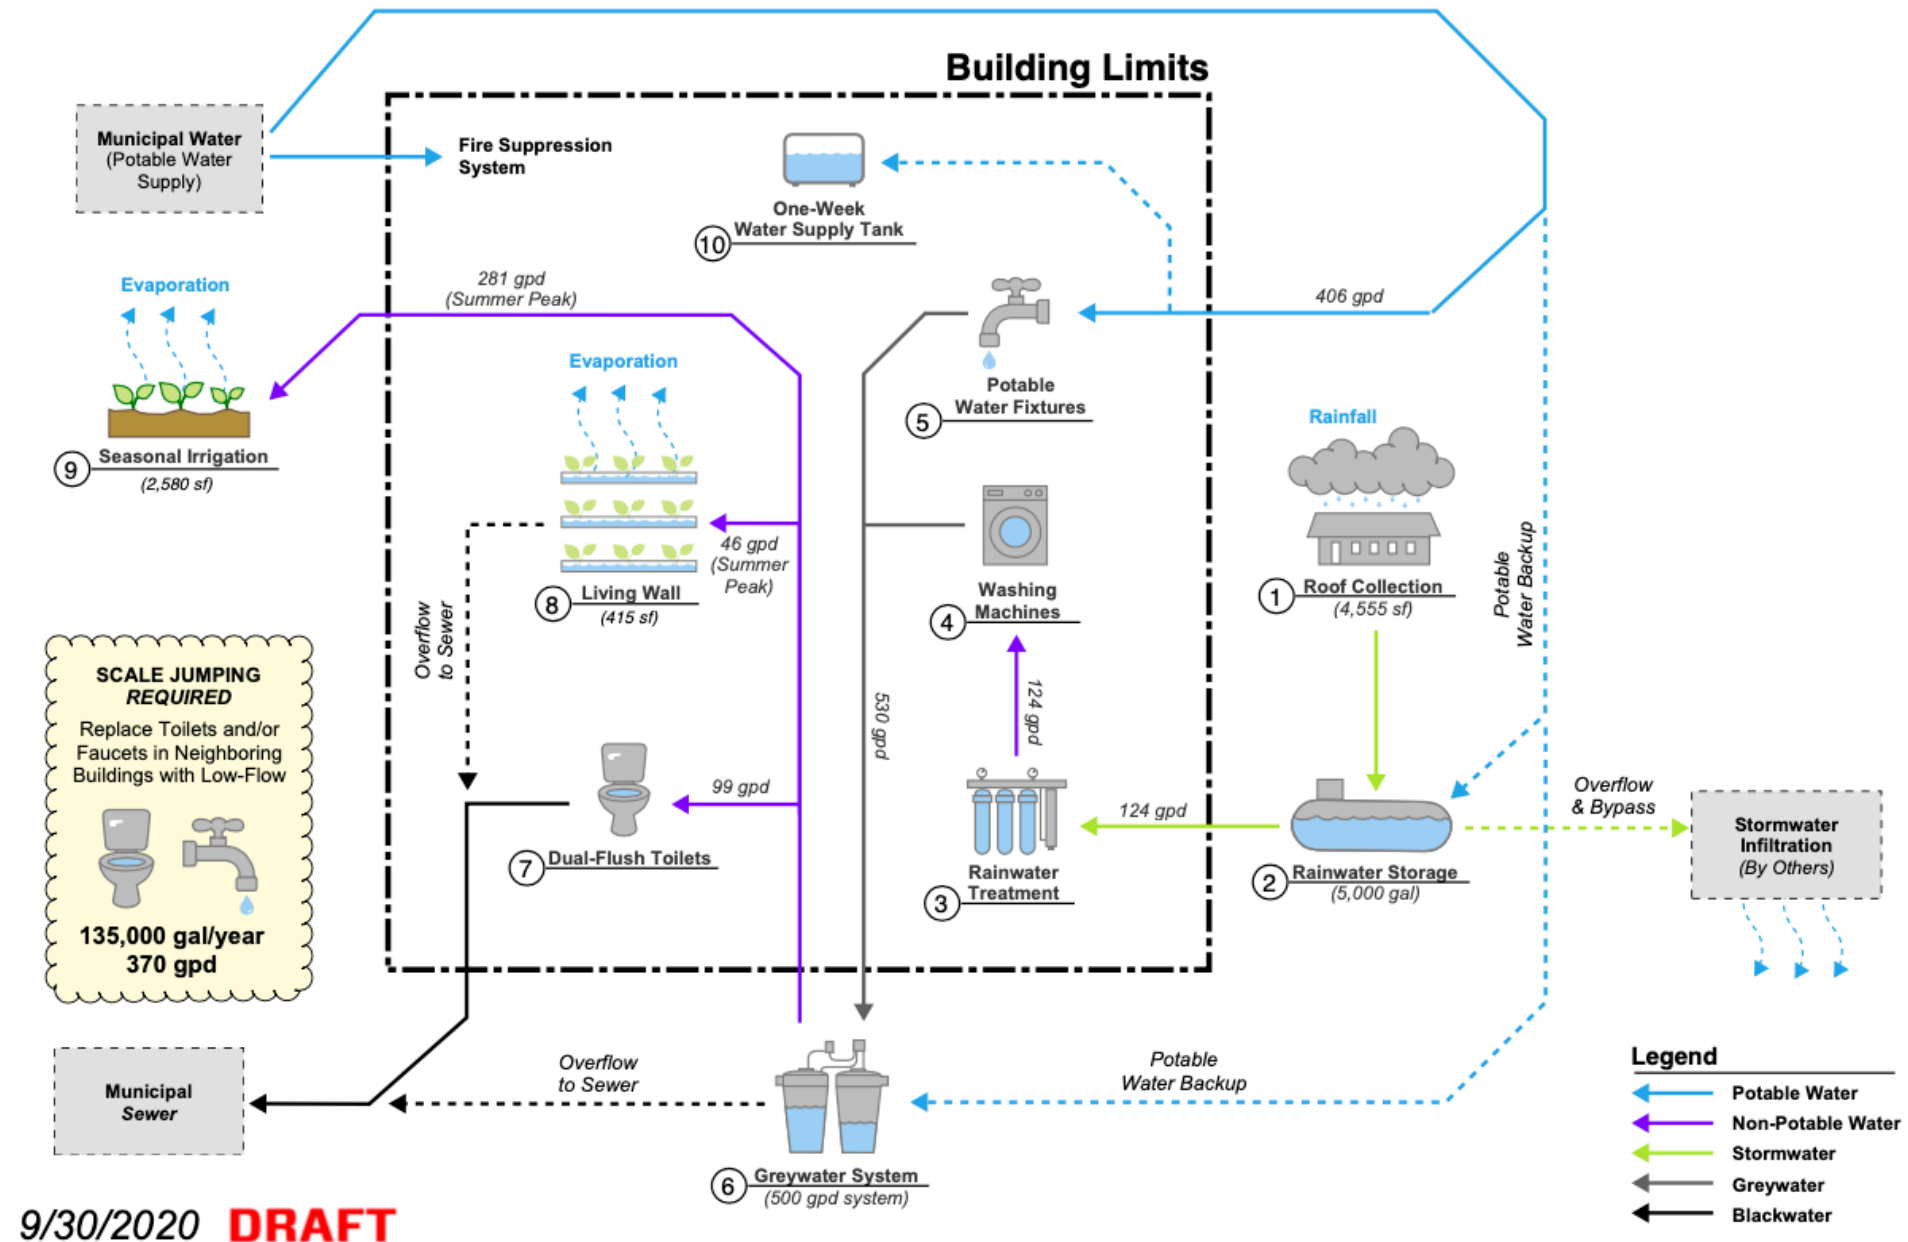 Building Limits
Municipal Water
(Potable Water
Supply)
Fire Suppression
System
One-Week
Water Supply Tank
10
281 gpd
(Summer Peak)
406 gpd
Evaporation
Seasonal Irrigation
9
(2,580 sf)
Evaporation
46 gpd
(Summer
Peak)
Living Wall
8
(415 sf)
Potable
Water Fixtures
5
Washing
Machines
4
Rainfall
Roof Collection
1
(4,555 sf)
Potable
Water Backup
Overflow
to Sewer
530 gpd
124 gpd
SCALE JUMPING
REQUIRED
Replace Toilets and/or
Faucets in Neighboring
Buildings with Low-Flow
135,000 gal/year
370 gpd
99 gpd
Dual-Flush Toilets
7
124 gpd
Rainwater
Treatment
3
Rainwater Storage
2
(5,000 gal)
Overflow
& Bypass
Stormwater
Infiltration
(By Others)
Municipal
Sewer
Overflow
to Sewer
Potable
Water Backup
Greywater System
6
(500 gpd system)
Legend
Potable Water
Non-Potable Water
Stormwater
Greywater
Blackwater
9/30/2020 DRAFT